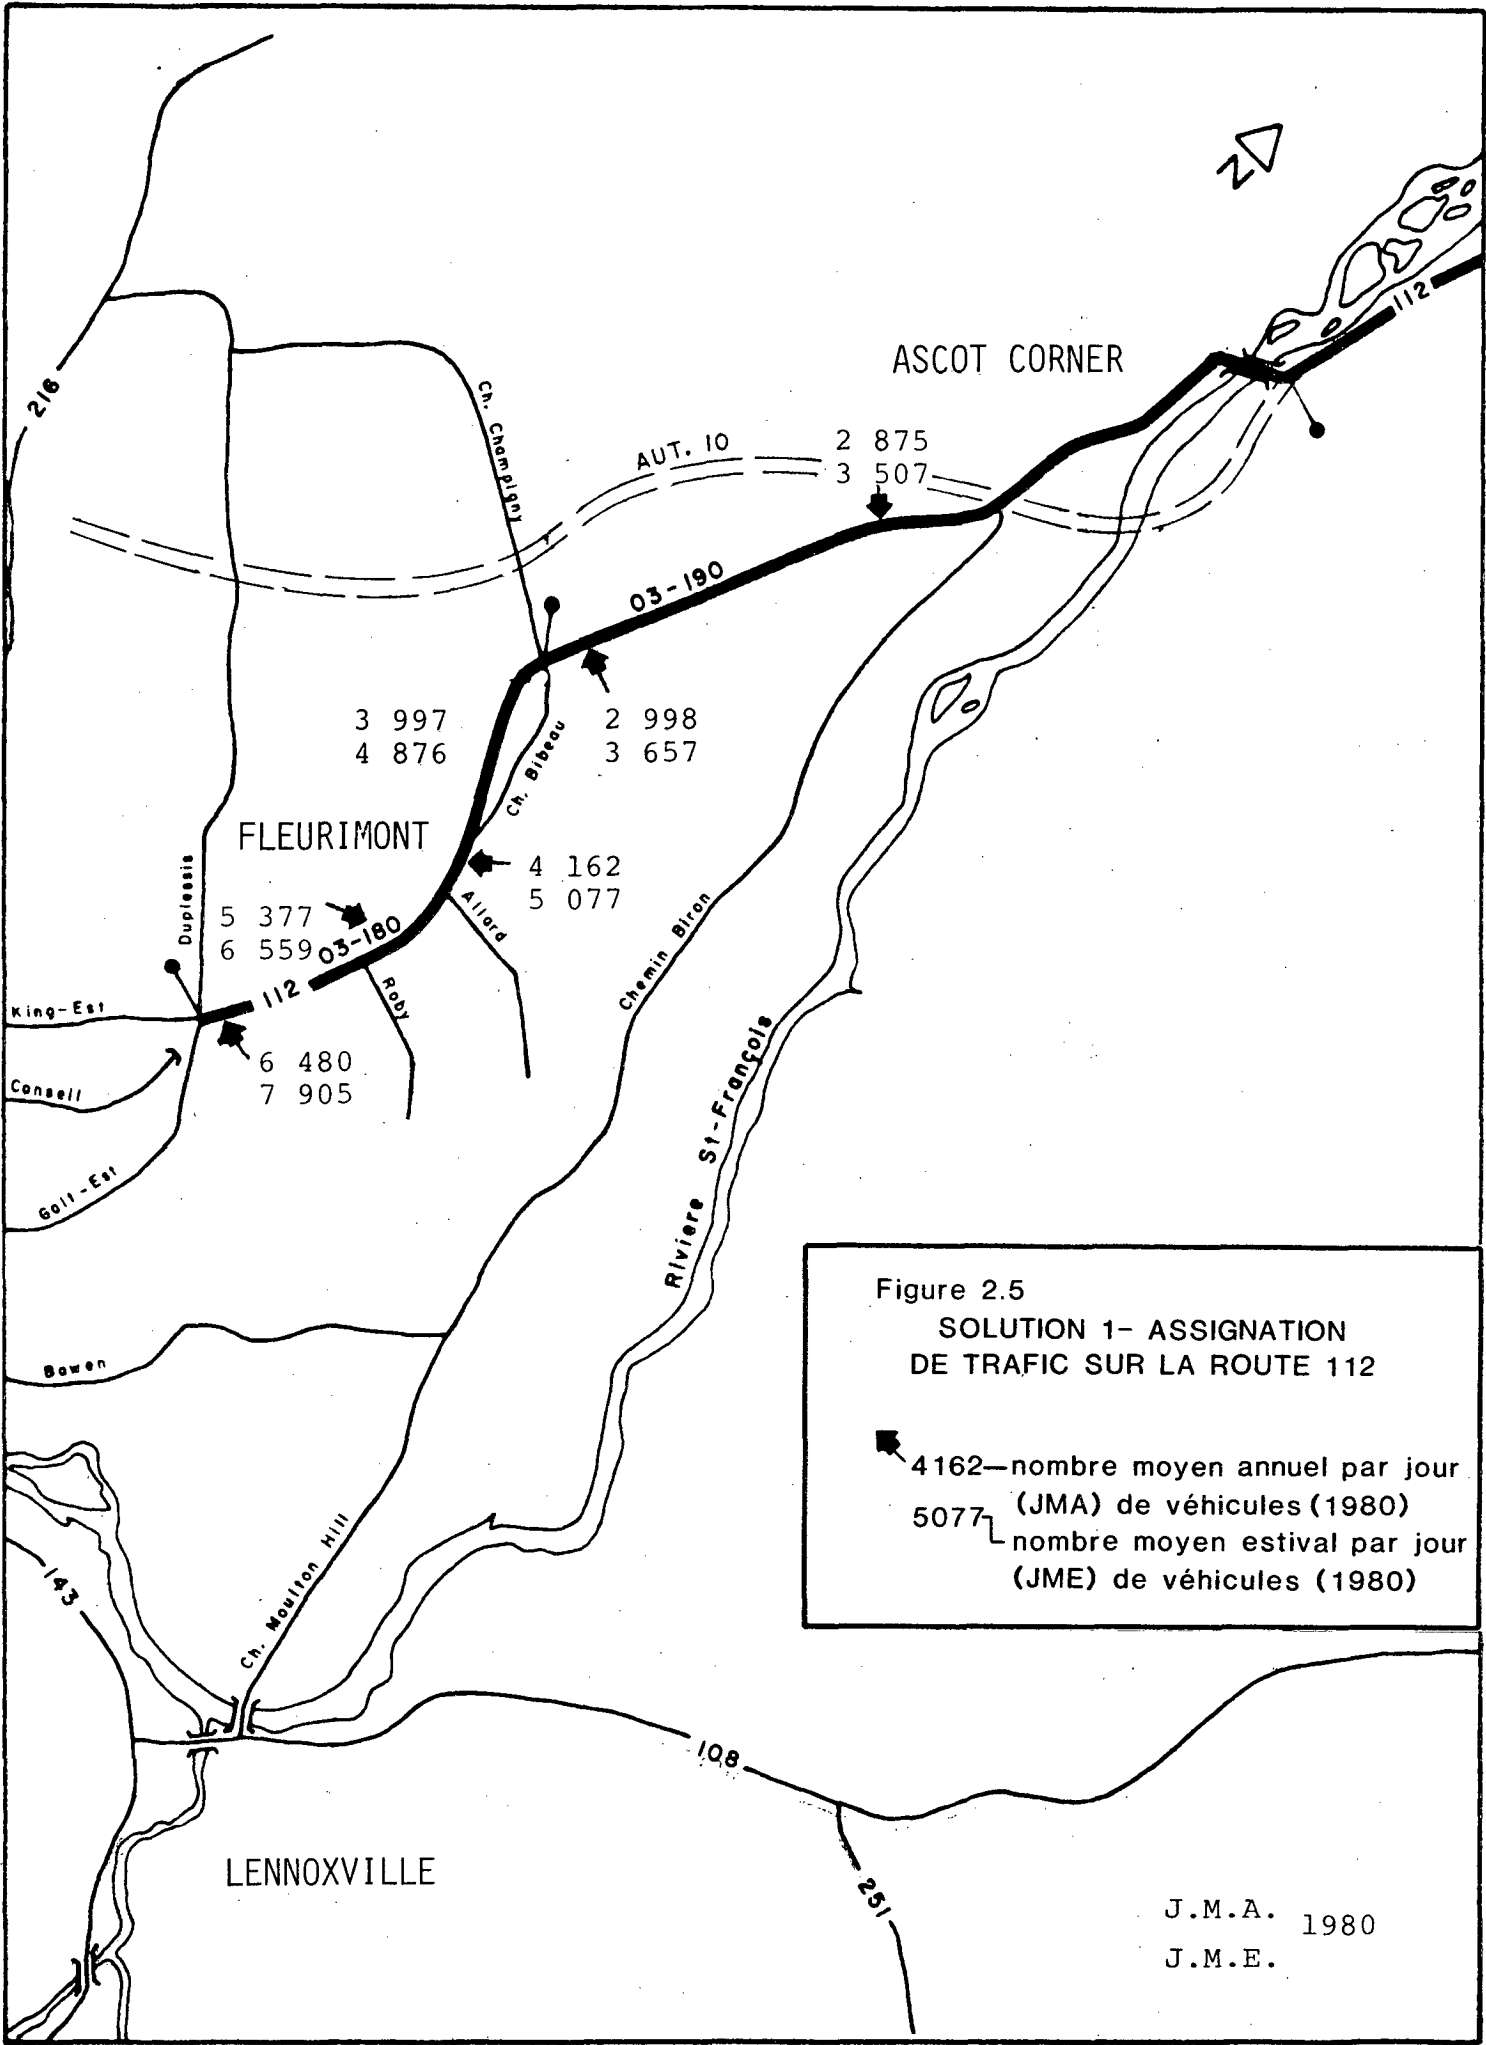 N
112
ASCOT CORNER
216
Ch. Champigny
AUT. 10
2 875
3 507
03-190
3 997
4 876
2 998
3 657
Ch. Bibeau
FLEURIMONT
Duplessis
4 162
5 077
5 377
6 559
03-180
Allard
Chemin Biron
King-Est
112
Roby
6 480
7 905
Conseil
Rivière St-François
Galt-Est
Bowen
Figure 2.5
SOLUTION 1- ASSIGNATION
DE TRAFIC SUR LA ROUTE 112
4162—nombre moyen annuel par jour
(JMA) de véhicules (1980)
5077
nombre moyen estival par jour
(JME) de véhicules (1980)
143
Ch. Moulton Hill
108
LENNOXVILLE
251
J.M.A.
1980
J.M.E.